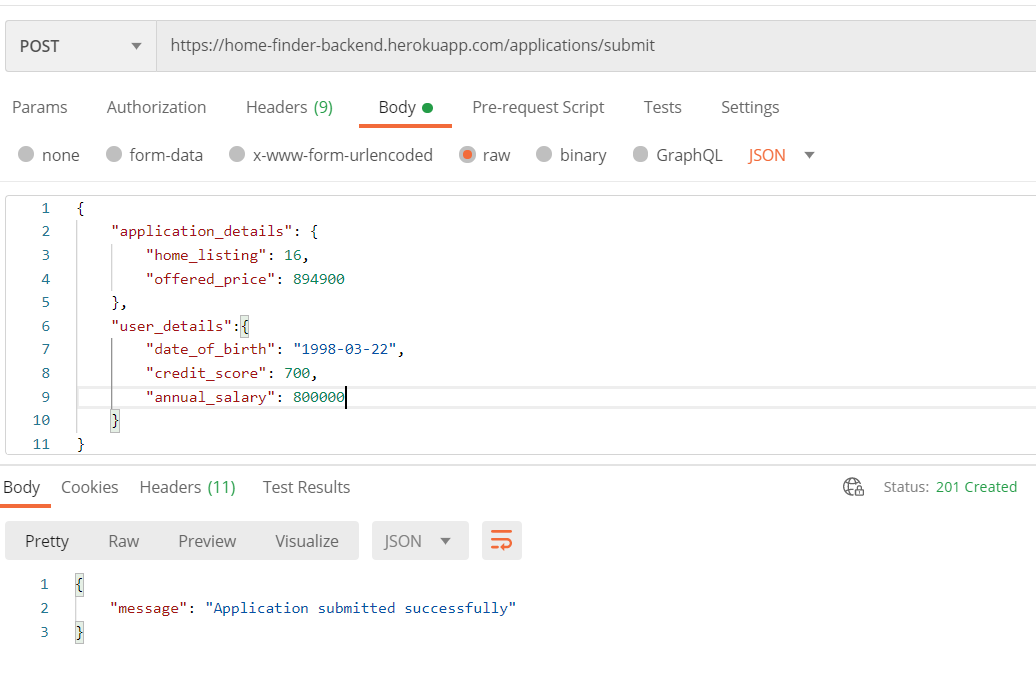 POST https://home-finder-backend.herokuapp.com/applications/submit
Params Authorization Headers (9) Body Pre-request Script Tests Settings
none form-data x-www-form-urlencoded raw binary GraphQL JSON
1 {
2 "application_details": {
3 "home_listing": 16,
4 "offered_price": 894900
5 },
6 "user_details":{
7 "date_of_birth": "1998-03-22",
8 "credit_score": 700,
9 "annual_salary": 800000
10 }
11 }
Body Cookies Headers (11) Test Results Status: 201 Created
Pretty Raw Preview Visualize JSON
1 {
2 "message": "Application submitted successfully"
3 }